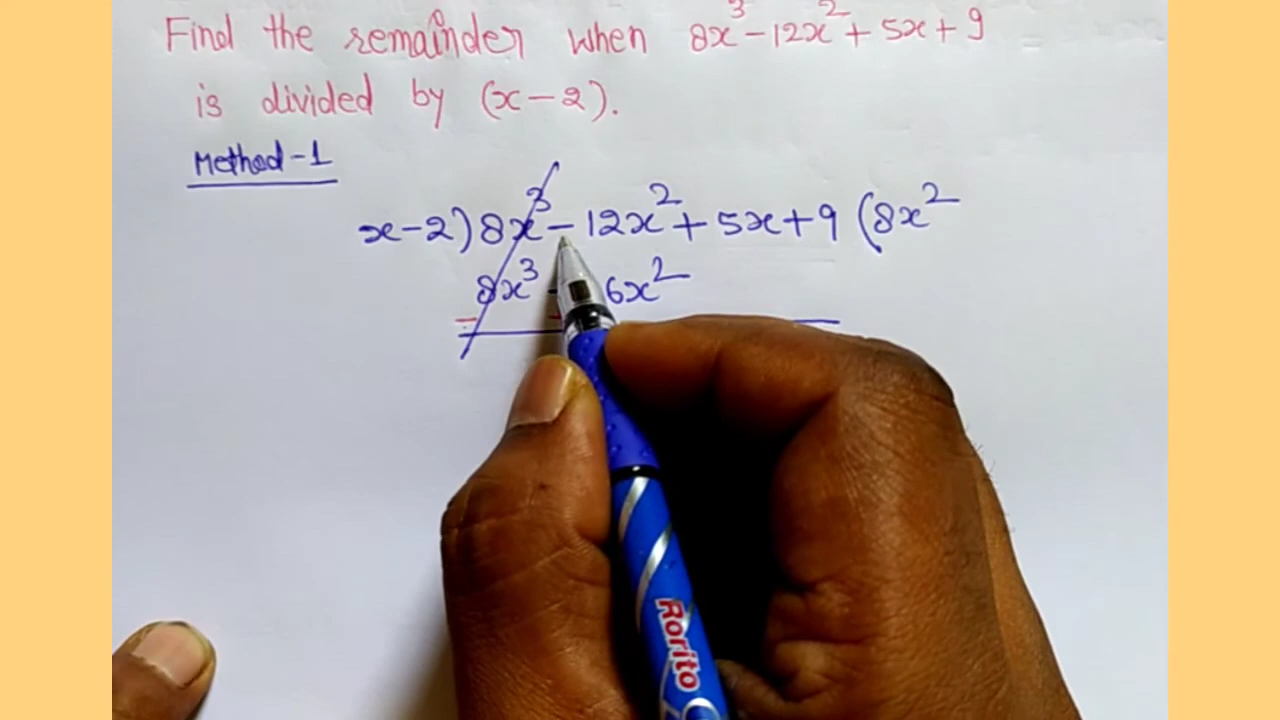 Find the remainder when 8x³ - 12x² + 5x + 9
is divided by (x - 2).
Method - 1
x - 2) 8x³ - 12x² + 5x + 9 (8x²
8x³ - 6x²
Rorito